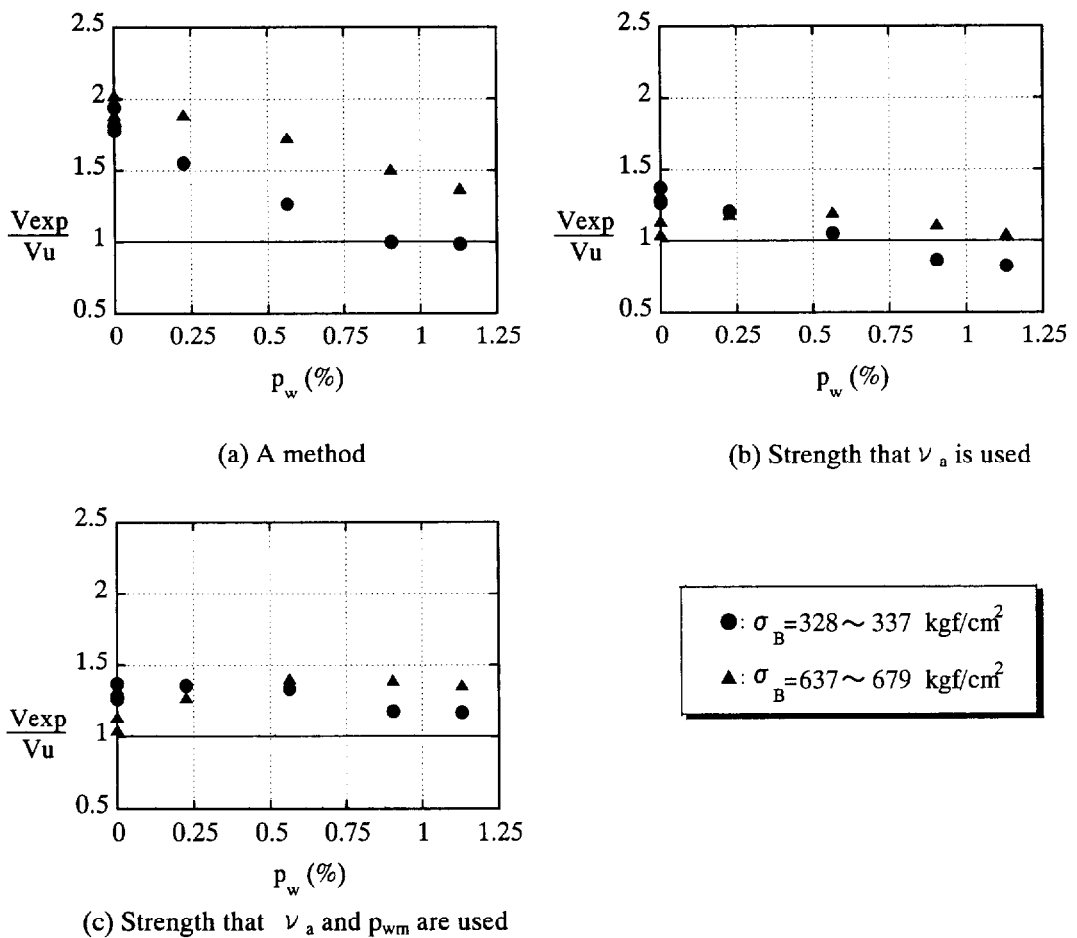 2.5
2
1.5
1
0.5
Vexp
Vu
0 0.25 0.5 0.75 1 1.25
p_w (%)
(a) A method
2.5
2
1.5
1
0.5
Vexp
Vu
0 0.25 0.5 0.75 1 1.25
p_w (%)
(b) Strength that ν_a is used
2.5
2
1.5
1
0.5
Vexp
Vu
0 0.25 0.5 0.75 1 1.25
p_w (%)
(c) Strength that ν_a and p_wm are used
●: σ_B=328～337 kgf/cm²
▲: σ_B=637～679 kgf/cm²